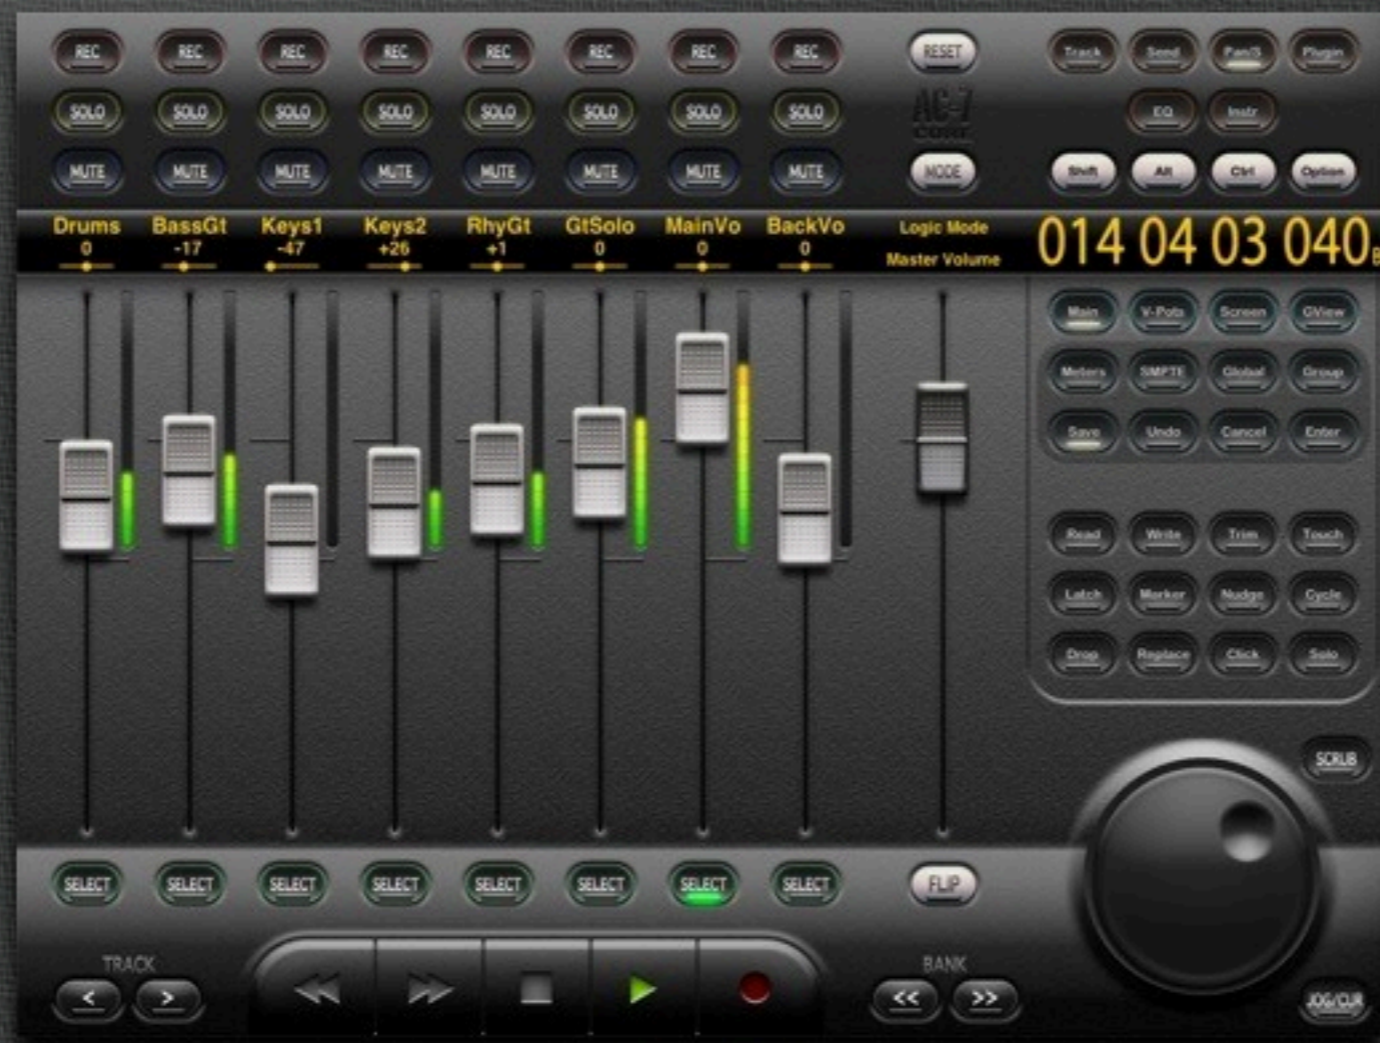 REC REC REC REC REC REC REC REC RESET Track Send Pan/S Plugin
SOLO SOLO SOLO SOLO SOLO SOLO SOLO SOLO AC-7 CORE EQ Instr
MUTE MUTE MUTE MUTE MUTE MUTE MUTE MUTE MODE Shift Alt Ctrl Option
Drums BassGt Keys1 Keys2 RhyGt GtSolo MainVo BackVo Logic Mode 014 04 03 040
0 -17 -47 +26 +1 0 0 0 Master Volume
Main V-Pots Screen GView
Meters SMPTE Global Group
Save Undo Cancel Enter
Read Write Trim Touch
Latch Marker Nudge Cycle
Drop Replace Click Solo
SCRUB
SELECT SELECT SELECT SELECT SELECT SELECT SELECT SELECT FLIP
TRACK BANK
< > << >> JOG/CUR